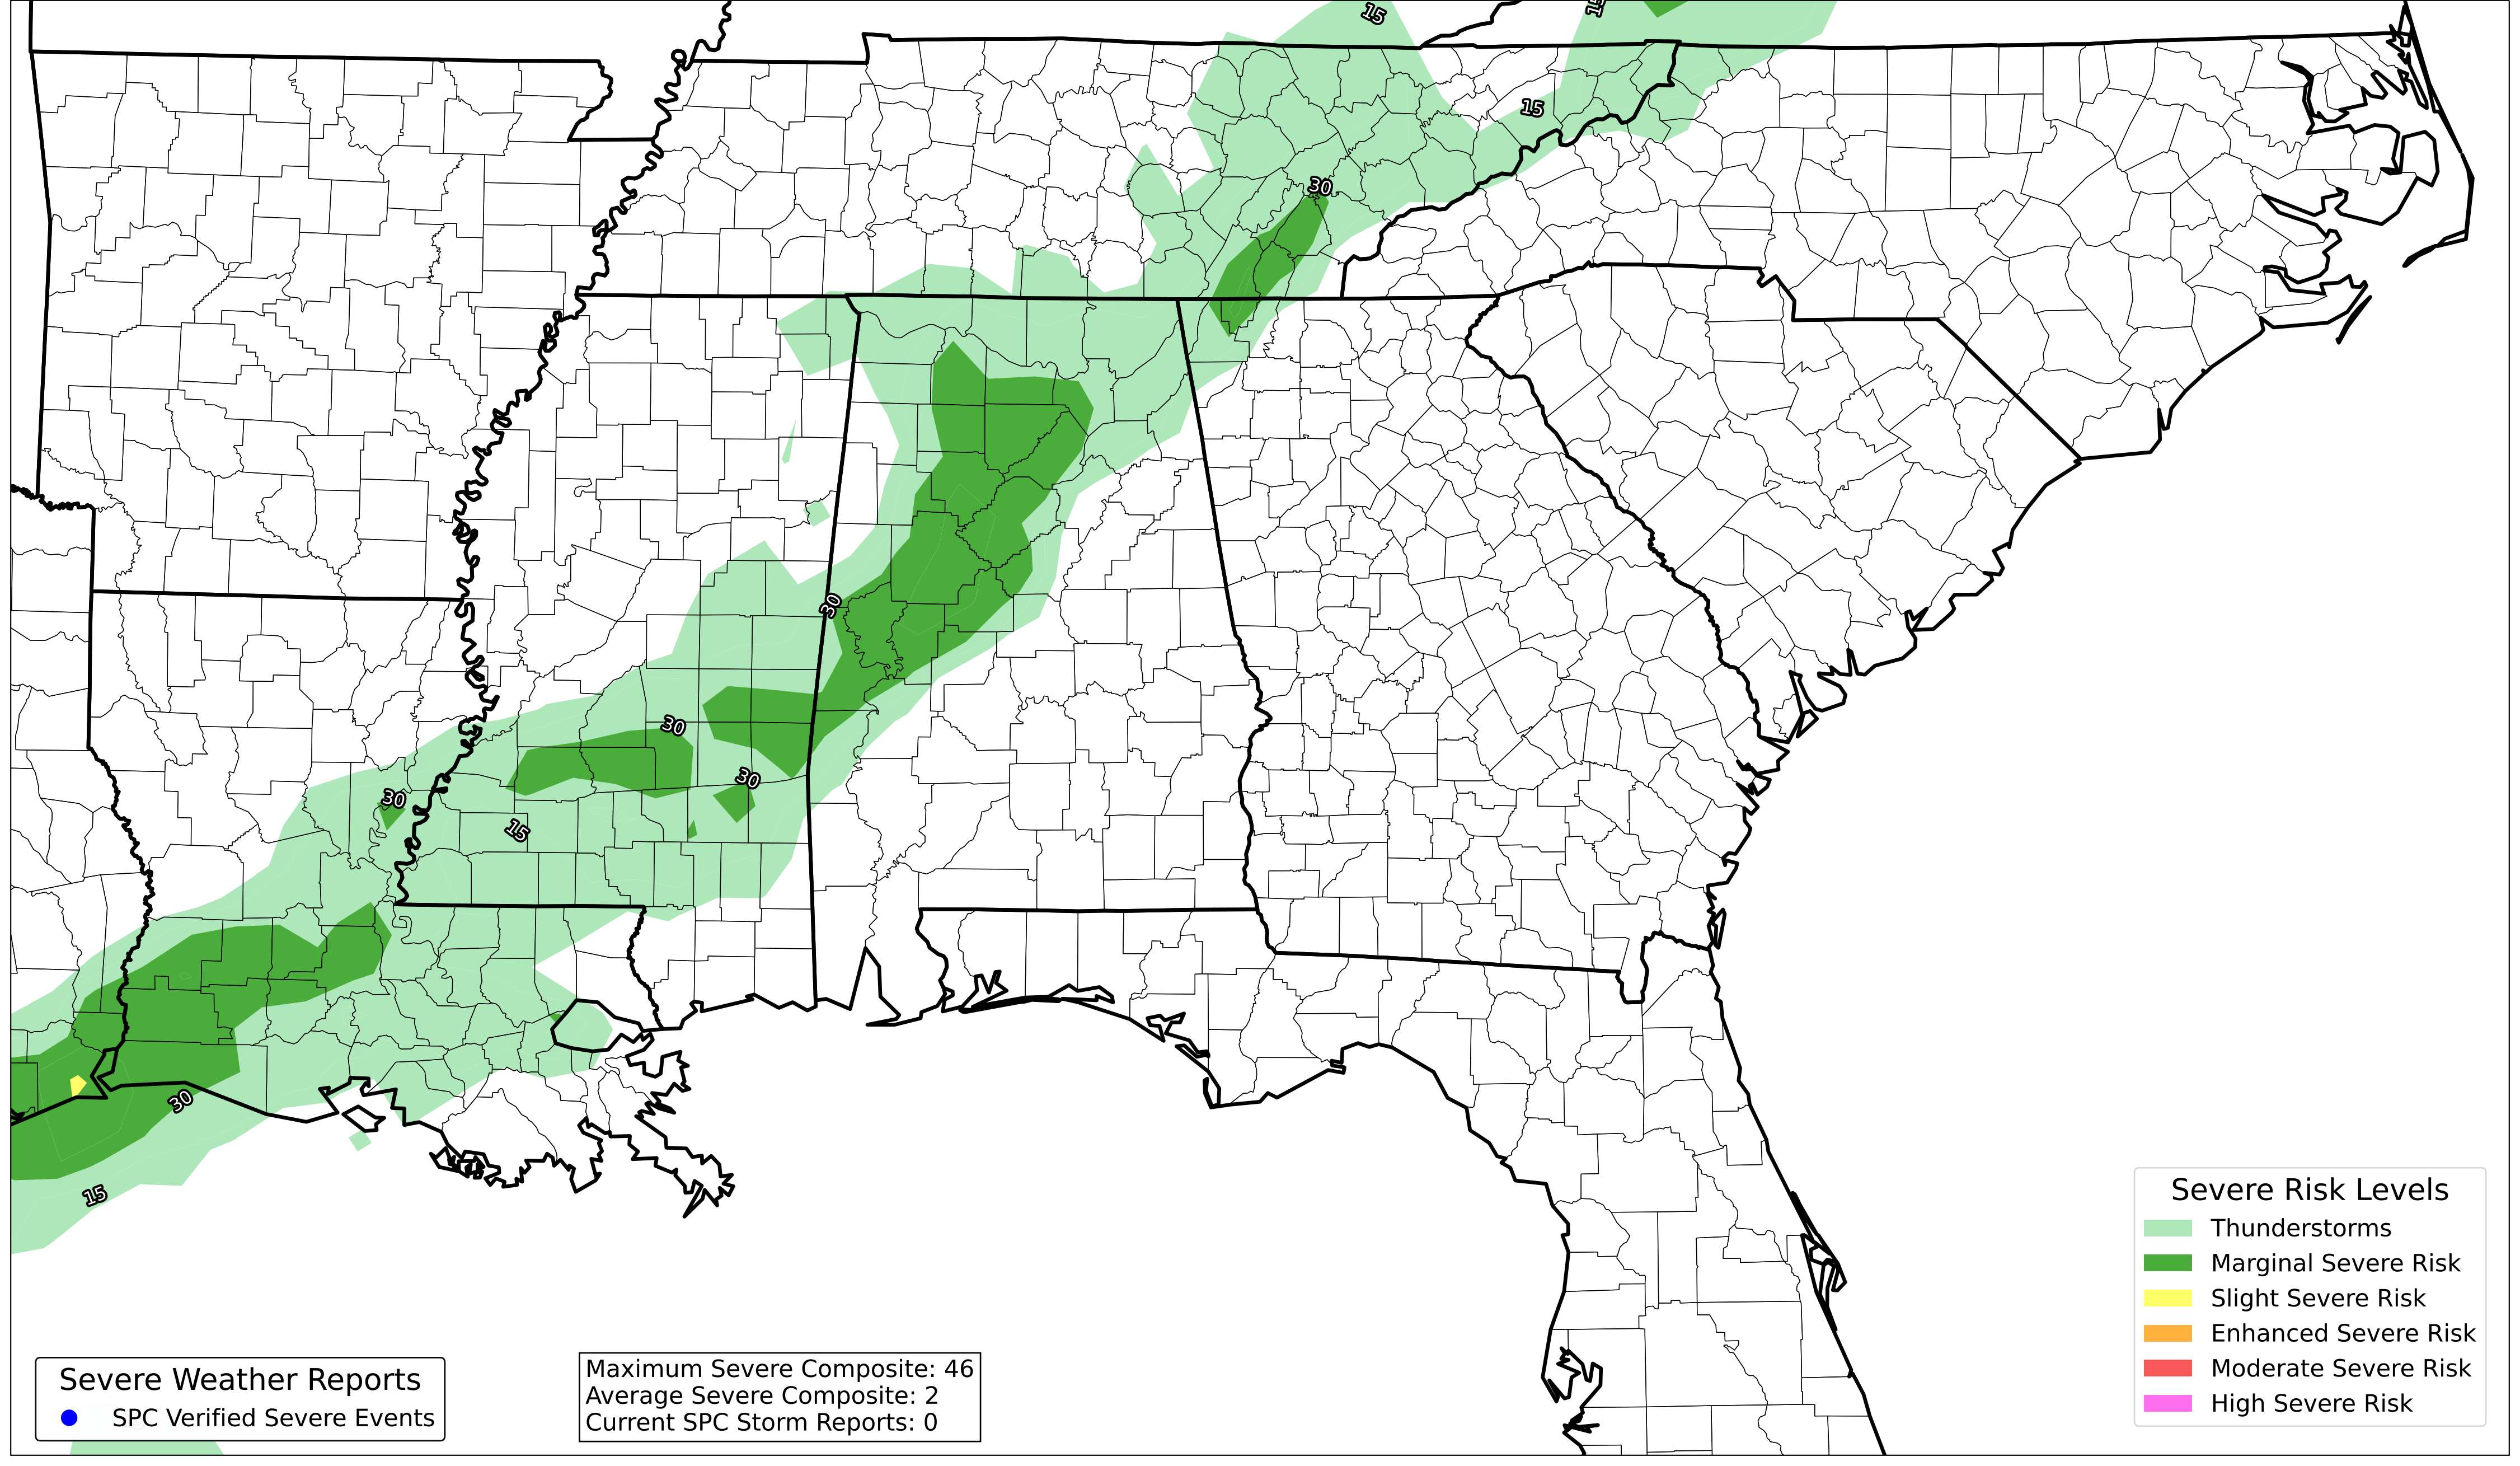 15
15
15
30
30
30
30
30
15
30
15
Severe Risk Levels
Thunderstorms
Marginal Severe Risk
Slight Severe Risk
Enhanced Severe Risk
Moderate Severe Risk
High Severe Risk
Severe Weather Reports
SPC Verified Severe Events
Maximum Severe Composite: 46
Average Severe Composite: 2
Current SPC Storm Reports: 0